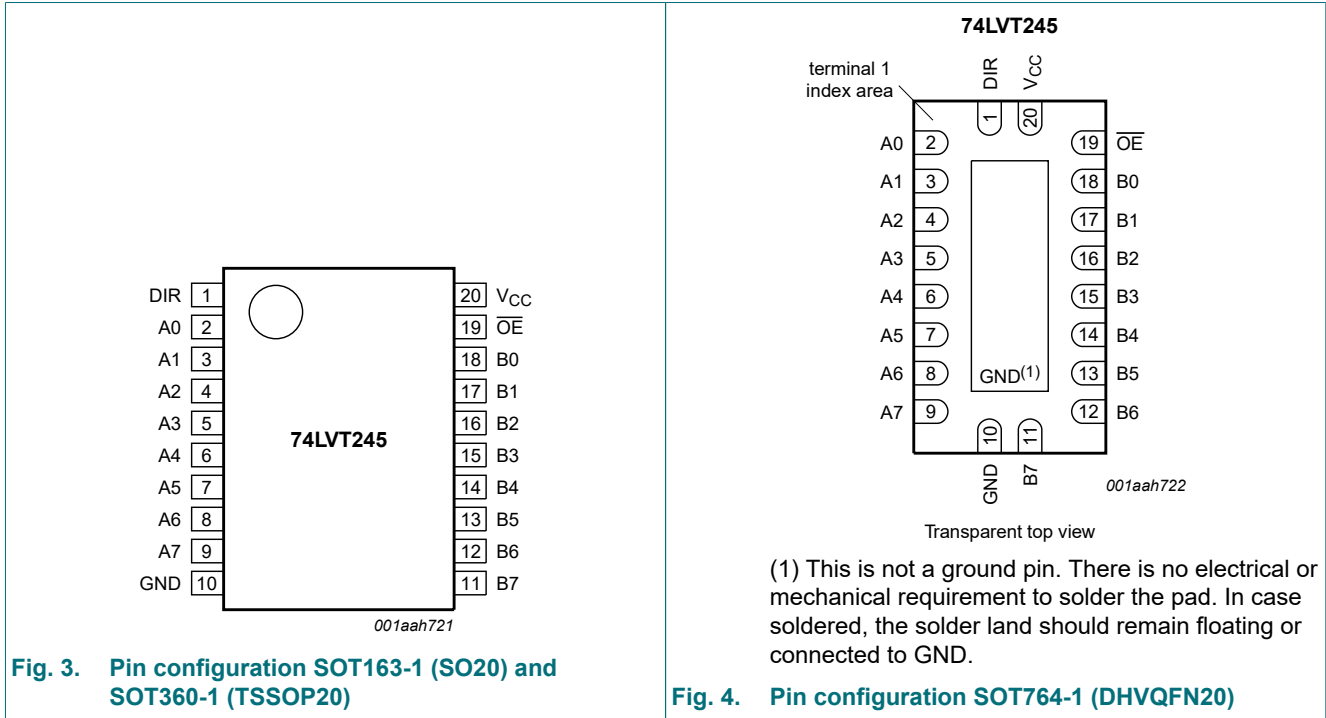 DIR 1
A0 2
A1 3
A2 4
A3 5
A4 6
A5 7
A6 8
A7 9
GND 10
74LVT245
20 VCC
19 OE
18 B0
17 B1
16 B2
15 B3
14 B4
13 B5
12 B6
11 B7
001aah721
Fig. 3. Pin configuration SOT163-1 (SO20) and
SOT360-1 (TSSOP20)
74LVT245
terminal 1
index area
DIR
VCC
1
20
A0 2
A1 3
A2 4
A3 5
A4 6
A5 7
A6 8
A7 9
19 OE
18 B0
17 B1
16 B2
15 B3
14 B4
13 B5
12 B6
GND(1)
10
11
GND
B7
001aah722
Transparent top view
(1) This is not a ground pin. There is no electrical or
mechanical requirement to solder the pad. In case
soldered, the solder land should remain floating or
connected to GND.
Fig. 4. Pin configuration SOT764-1 (DHVQFN20)